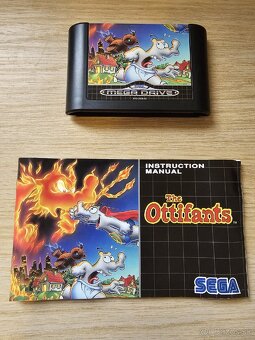 MEGA DRIVE
INSTRUCTION
MANUAL
The
Ottifants
SEGA